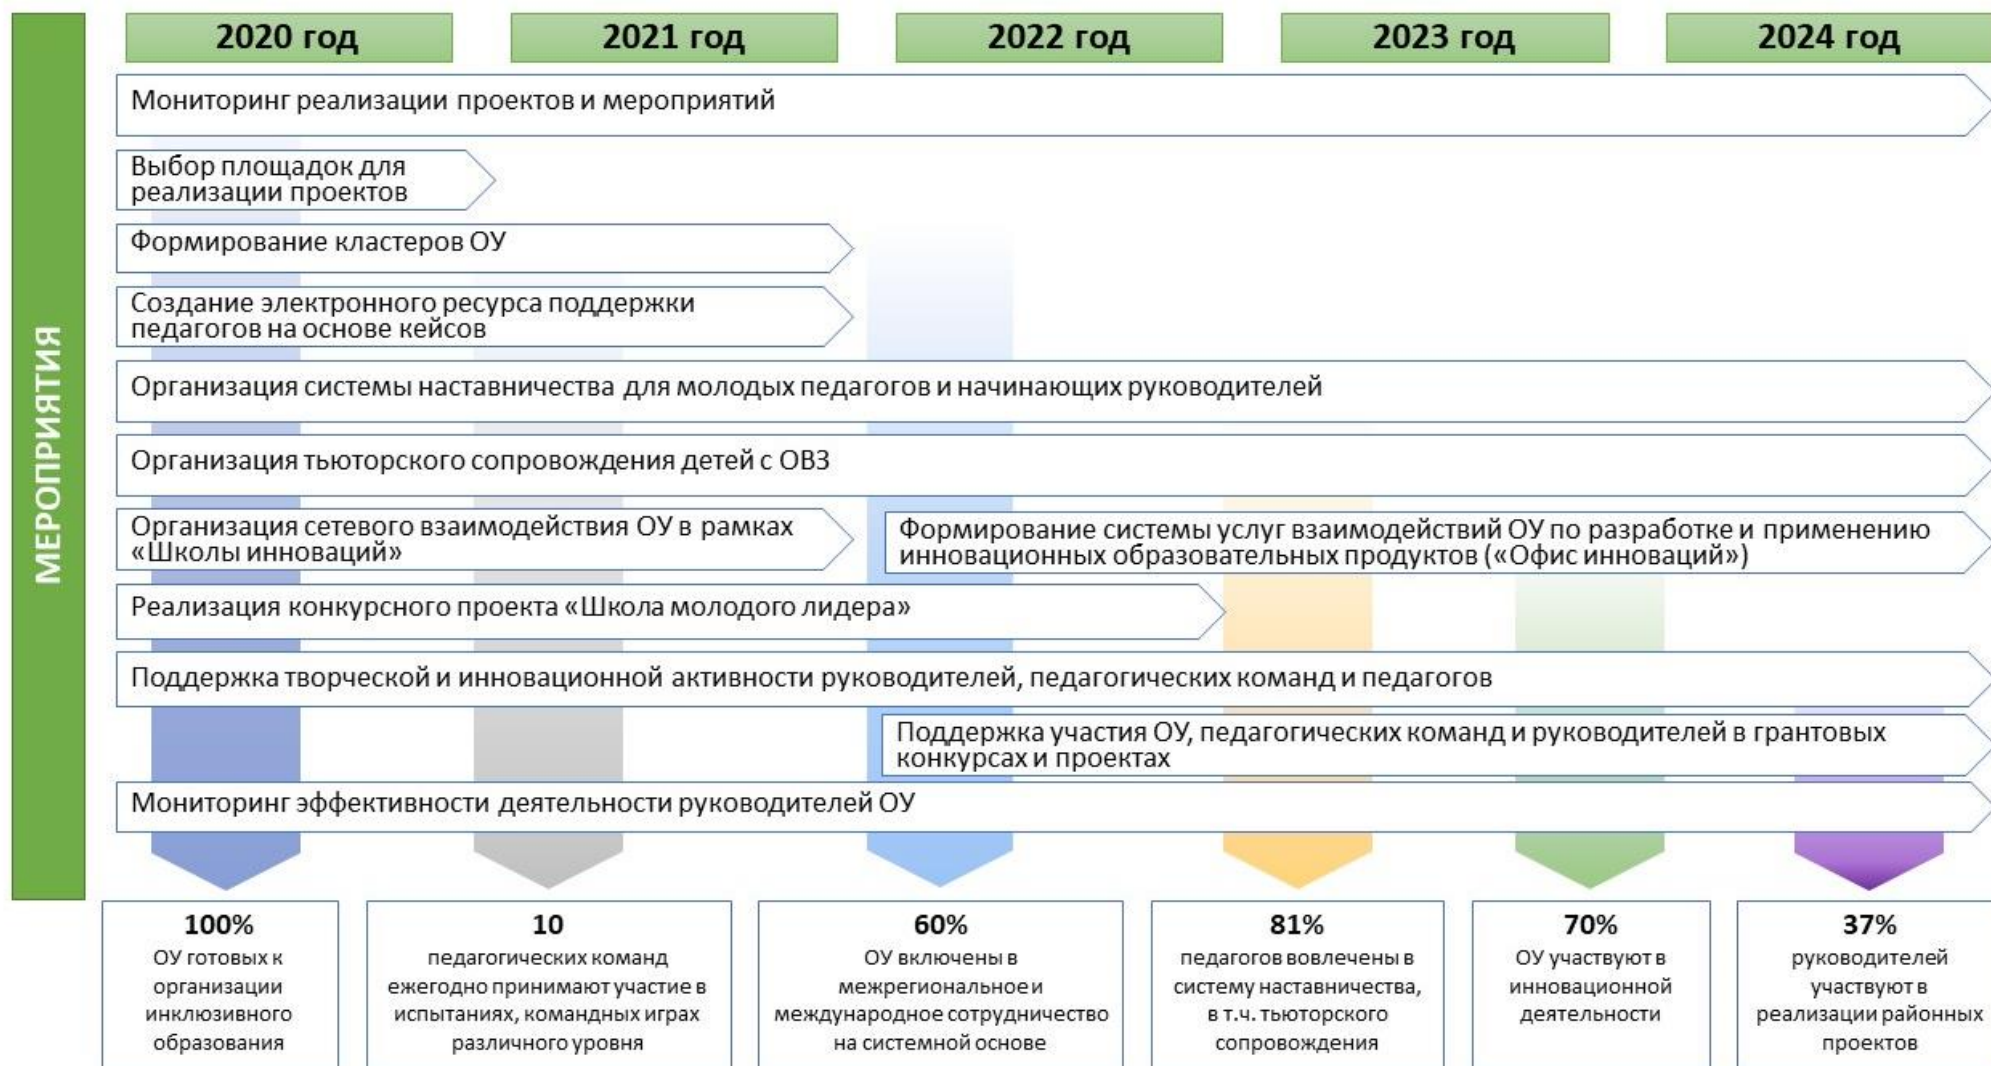 МЕРОПРИЯТИЯ
2020 год
2021 год
2022 год
2023 год
2024 год
Мониторинг реализации проектов и мероприятий
Выбор площадок для
реализации проектов
Формирование кластеров ОУ
Создание электронного ресурса поддержки
педагогов на основе кейсов
Организация системы наставничества для молодых педагогов и начинающих руководителей
Организация тьюторского сопровождения детей с ОВЗ
Организация сетевого взаимодействия ОУ в рамках
«Школы инноваций»
Формирование системы услуг взаимодействий ОУ по разработке и применению
инновационных образовательных продуктов («Офис инноваций»)
Реализация конкурсного проекта «Школа молодого лидера»
Поддержка творческой и инновационной активности руководителей, педагогических команд и педагогов
Поддержка участия ОУ, педагогических команд и руководителей в грантовых
конкурсах и проектах
Мониторинг эффективности деятельности руководителей ОУ
100%
ОУ готовых к
организации
инклюзивного
образования
10
педагогических команд
ежегодно принимают участие в
испытаниях, командных играх
различного уровня
60%
ОУ включены в
межрегиональное и
международное сотрудничество
на системной основе
81%
педагогов вовлечены в
систему наставничества,
в т.ч. тьюторского
сопровождения
70%
ОУ участвуют в
инновационной
деятельности
37%
руководителей
участвуют в
реализации районных
проектов